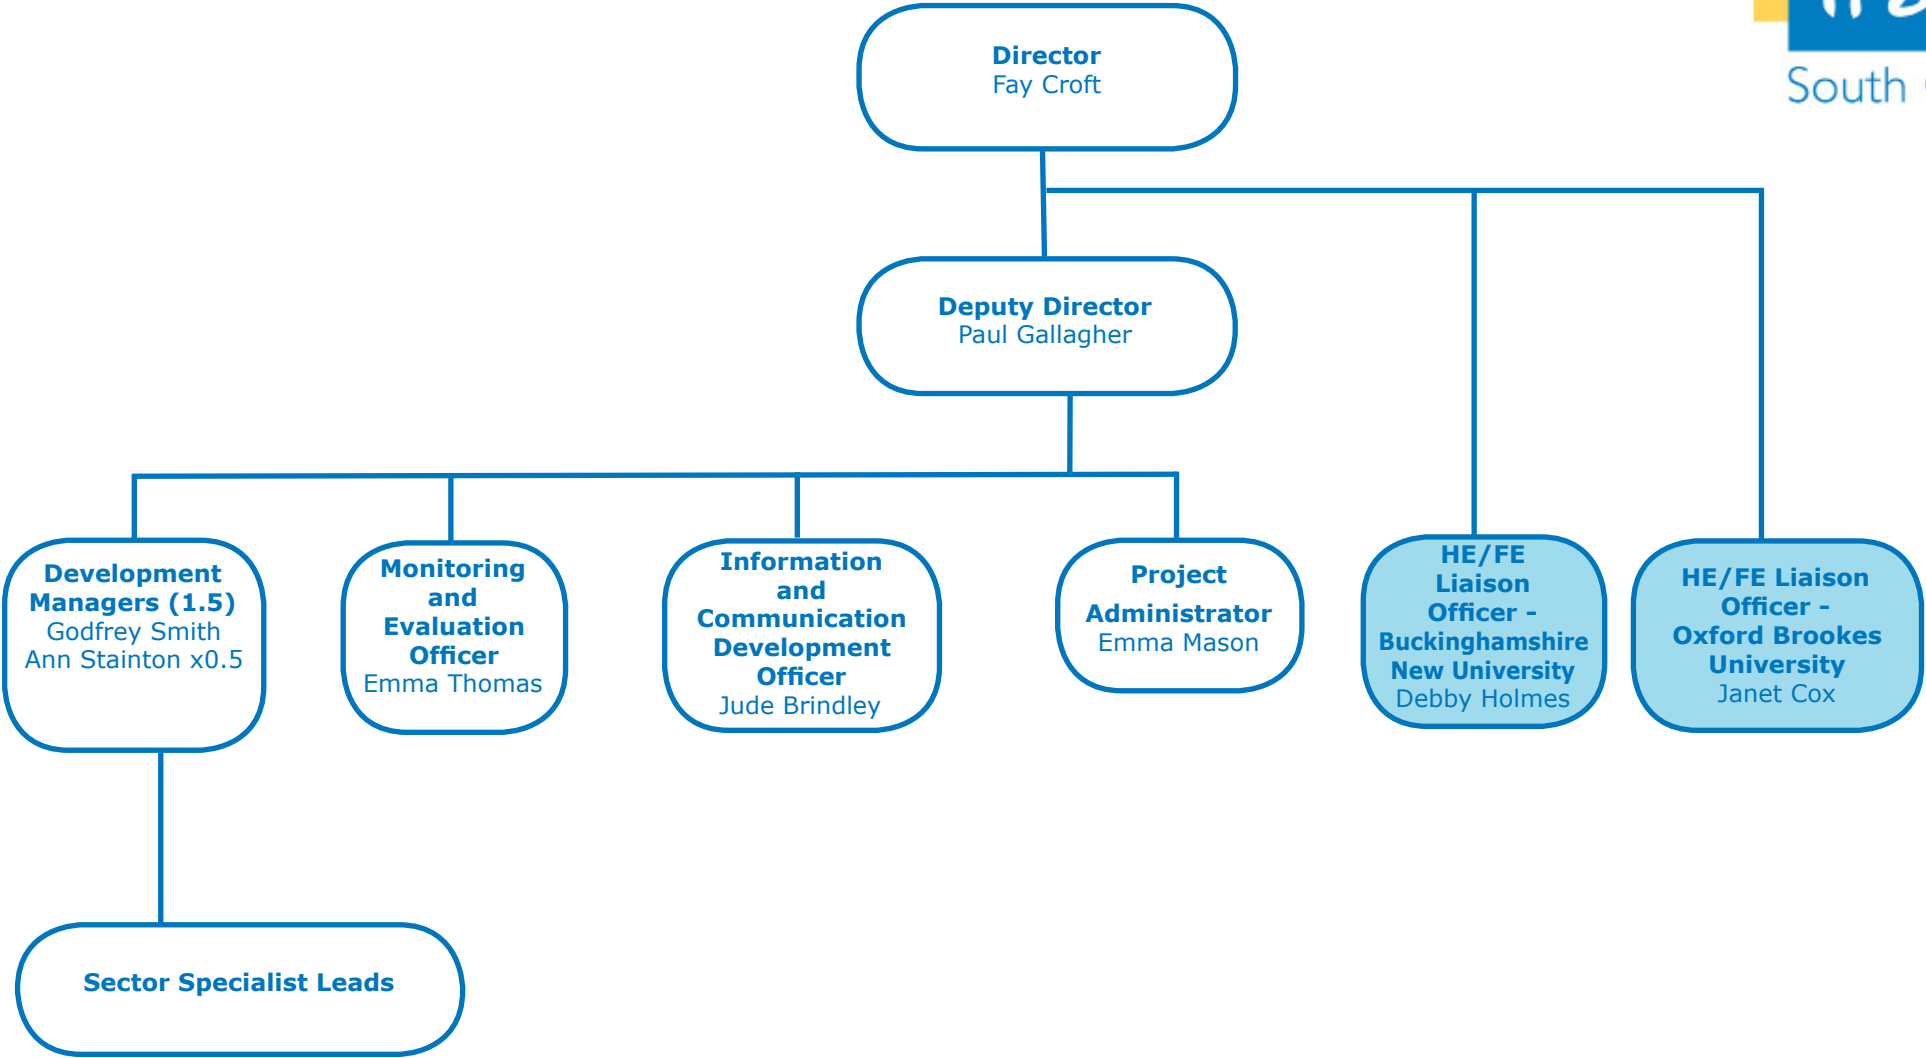 South
Director
Fay Croft
Deputy Director
Paul Gallagher
Development
Managers (1.5)
Godfrey Smith
Ann Stainton x0.5
Monitoring
and
Evaluation
Officer
Emma Thomas
Information
and
Communication
Development
Officer
Jude Brindley
Project
Administrator
Emma Mason
HE/FE
Liaison
Officer -
Buckinghamshire
New University
Debby Holmes
HE/FE Liaison
Officer -
Oxford Brookes
University
Janet Cox
Sector Specialist Leads